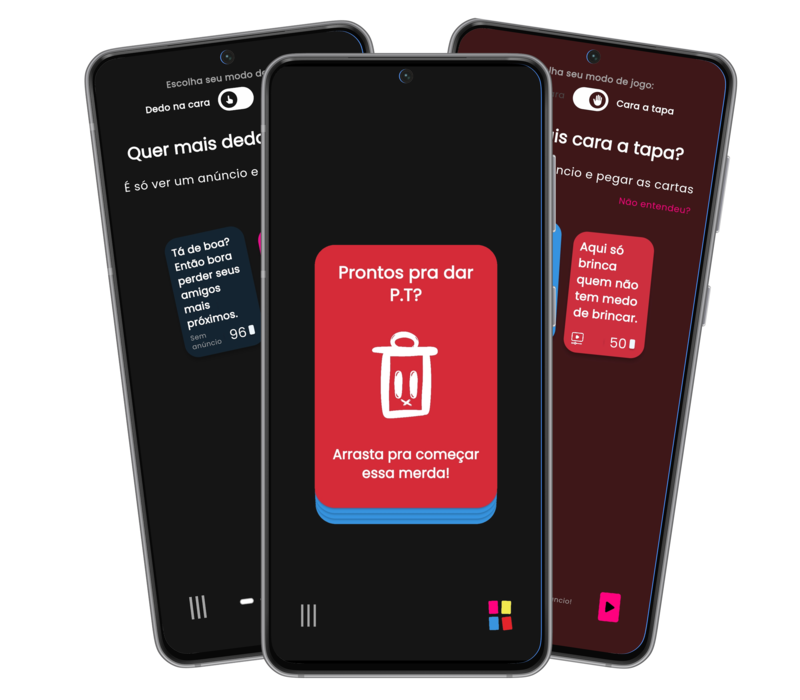 Escolha seu modo de
Dedo na cara
Quer mais dedo
É só ver um anúncio e
Tá de boa?
Então bora
perder seus
amigos
mais
próximos.
Sem
anúncio
96
Prontos pra dar
P.T?
Arrasta pra começar
essa merda!
lha seu modo de jogo:
Cara a tapa
is cara a tapa?
ncio e pegar as cartas
Não entendeu?
Aqui só
brinca
quem não
tem medo
de brincar.
50
ncio!